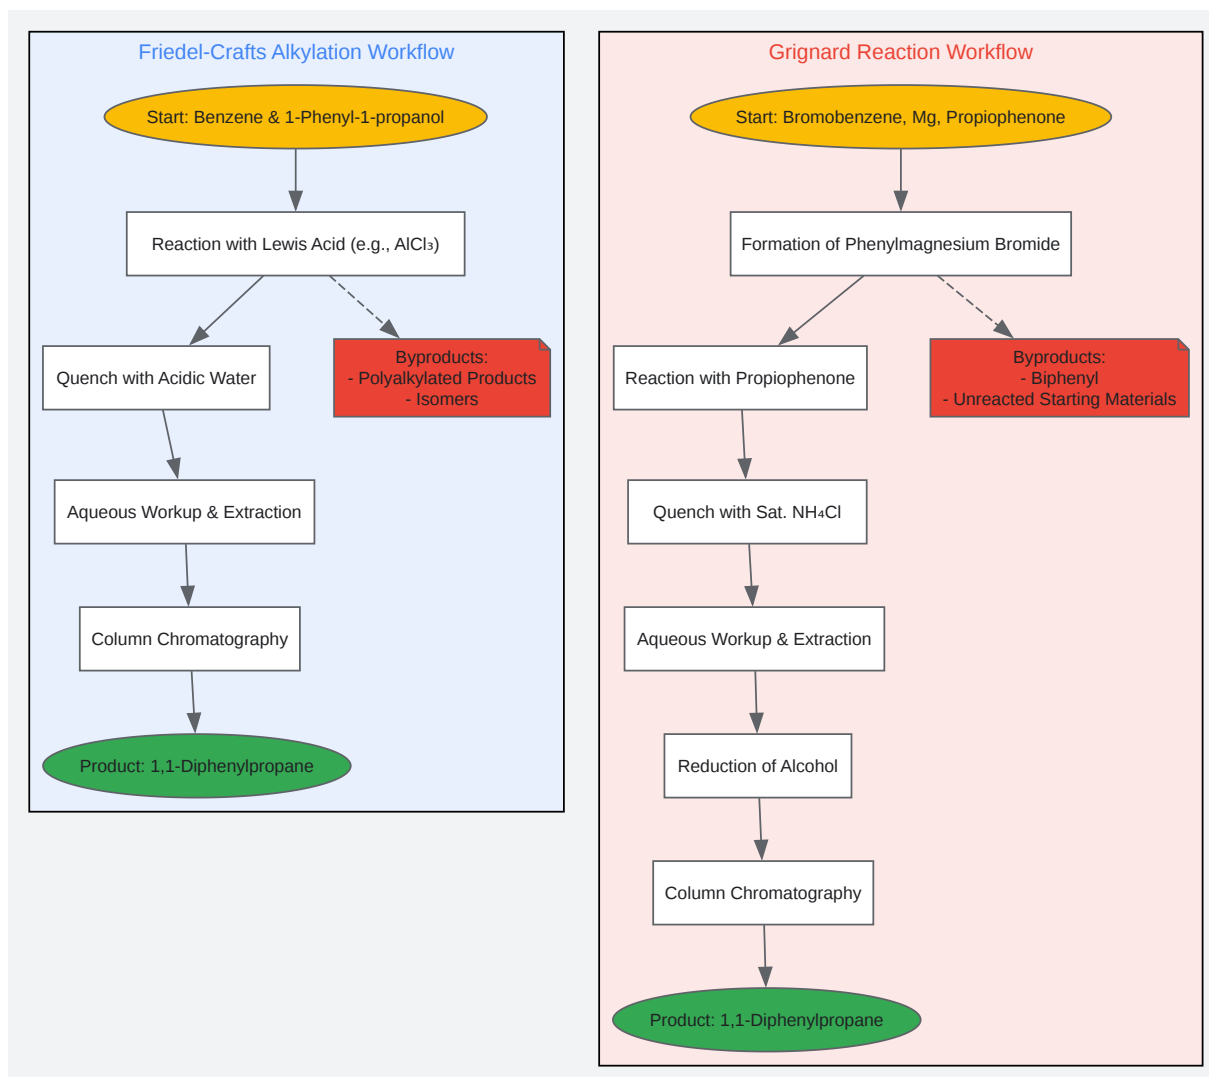 Friedel-Crafts Alkylation Workflow
Start: Benzene & 1-Phenyl-1-propanol
Reaction with Lewis Acid (e.g., AlCl₃)
Quench with Acidic Water
Byproducts:
- Polyalkylated Products
- Isomers
Aqueous Workup & Extraction
Column Chromatography
Product: 1,1-Diphenylpropane
Grignard Reaction Workflow
Start: Bromobenzene, Mg, Propiophenone
Formation of Phenylmagnesium Bromide
Reaction with Propiophenone
Byproducts:
- Biphenyl
- Unreacted Starting Materials
Quench with Sat. NH₄Cl
Aqueous Workup & Extraction
Reduction of Alcohol
Column Chromatography
Product: 1,1-Diphenylpropane